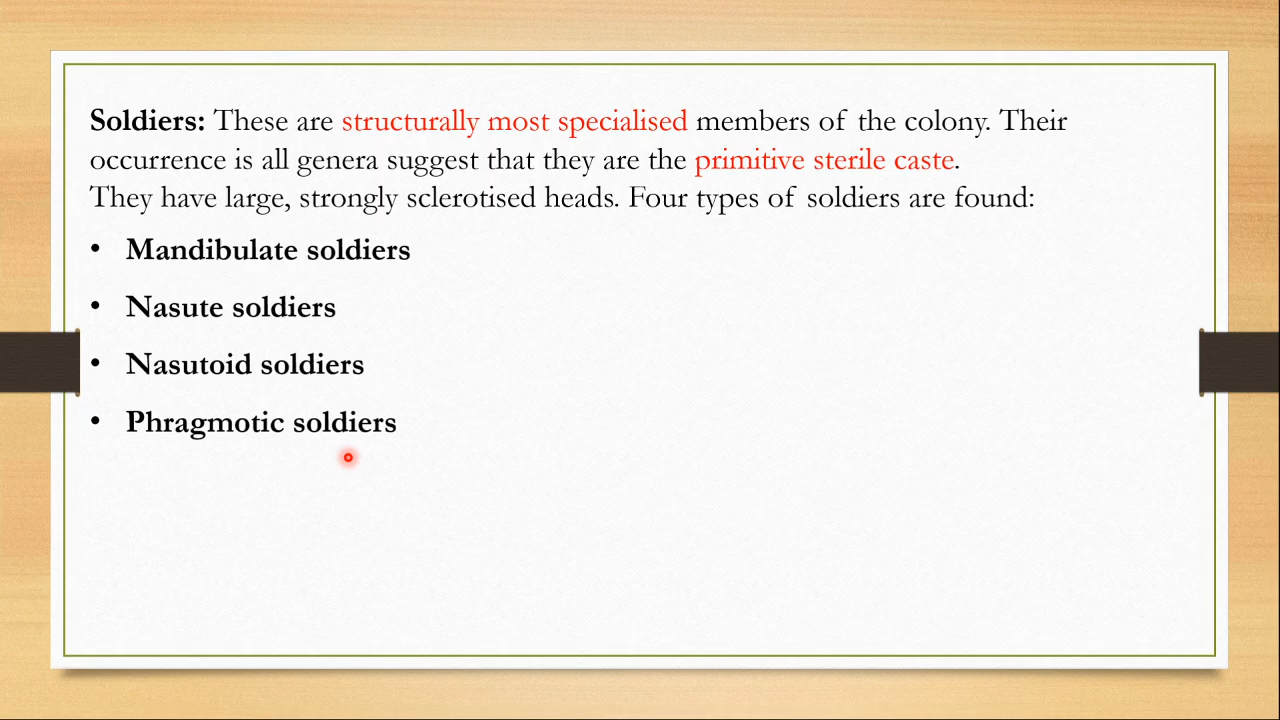 Soldiers: These are structurally most specialised members of the colony. Their
occurrence is all genera suggest that they are the primitive sterile caste.
They have large, strongly sclerotised heads. Four types of soldiers are found:
• Mandibulate soldiers
• Nasute soldiers
• Nasutoid soldiers
• Phragmotic soldiers